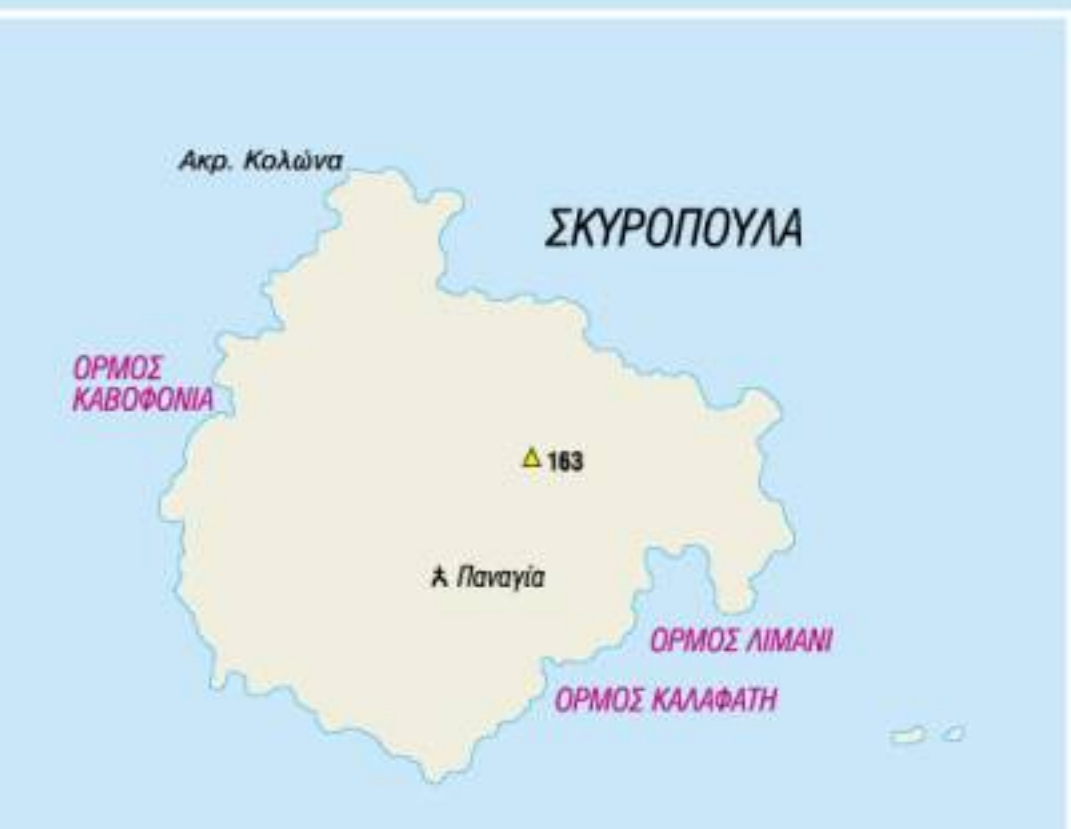 Ακρ. Κολώνα
ΣΚΥΡΟΠΟΥΛΑ
ΟΡΜΟΣ
ΚΑΒΟΦΟΝΙΑ
163
Παναγία
ΟΡΜΟΣ ΛΙΜΑΝΙ
ΟΡΜΟΣ ΚΑΛΑΦΑΤΗ